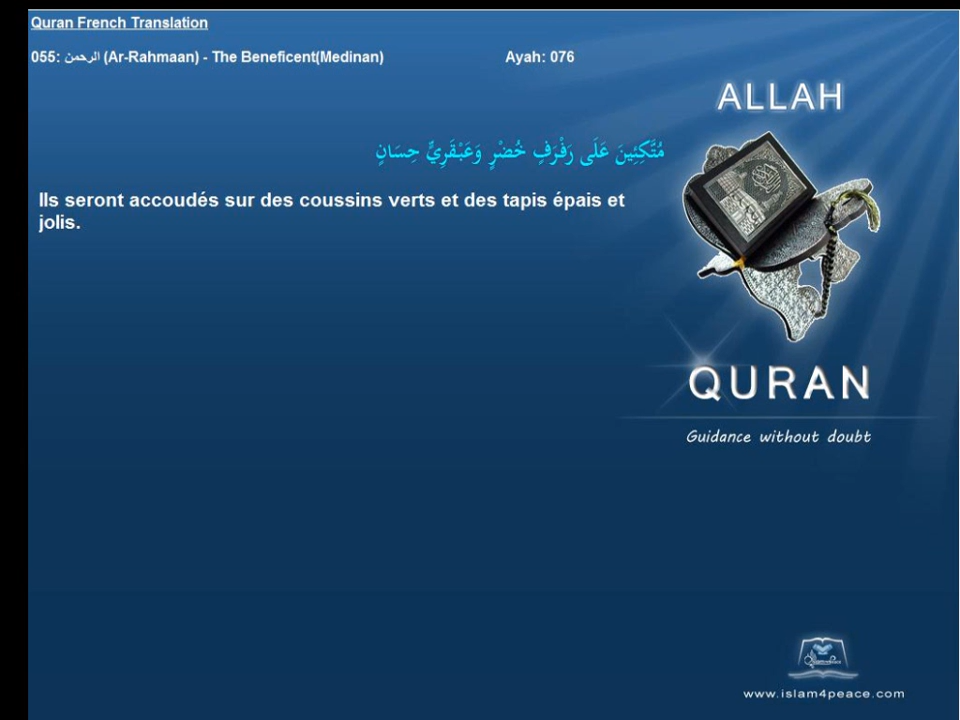 Quran French Translation
055: الرحمن (Ar-Rahmaan) - The Beneficent(Medinan) Ayah: 076
ALLAH
مُتَّكِئِينَ عَلَى رَفْرَفٍ خُضْرٍ وَعَبْقَرِيٍّ حِسَانٍ
Ils seront accoudés sur des coussins verts et des tapis épais et
jolis.
QURAN
Guidance without doubt
www.islam4peace.com